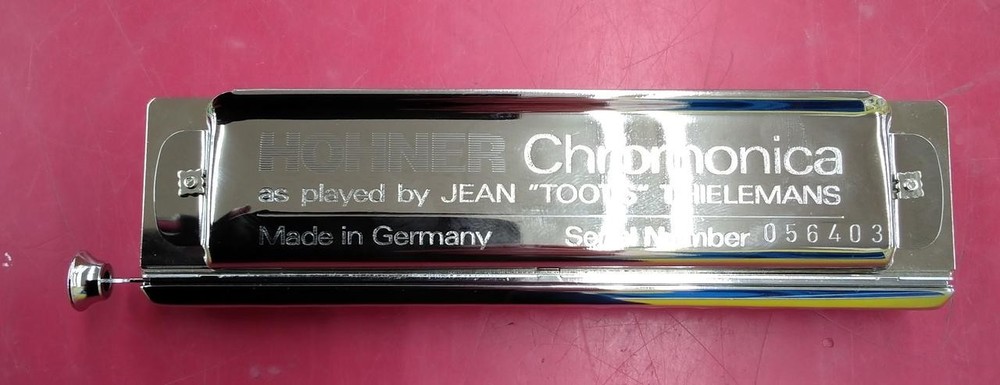 HOHNER Chromonica
as played by JEAN "TOOTS" THIELEMANS
Made in Germany Serial Number 056403